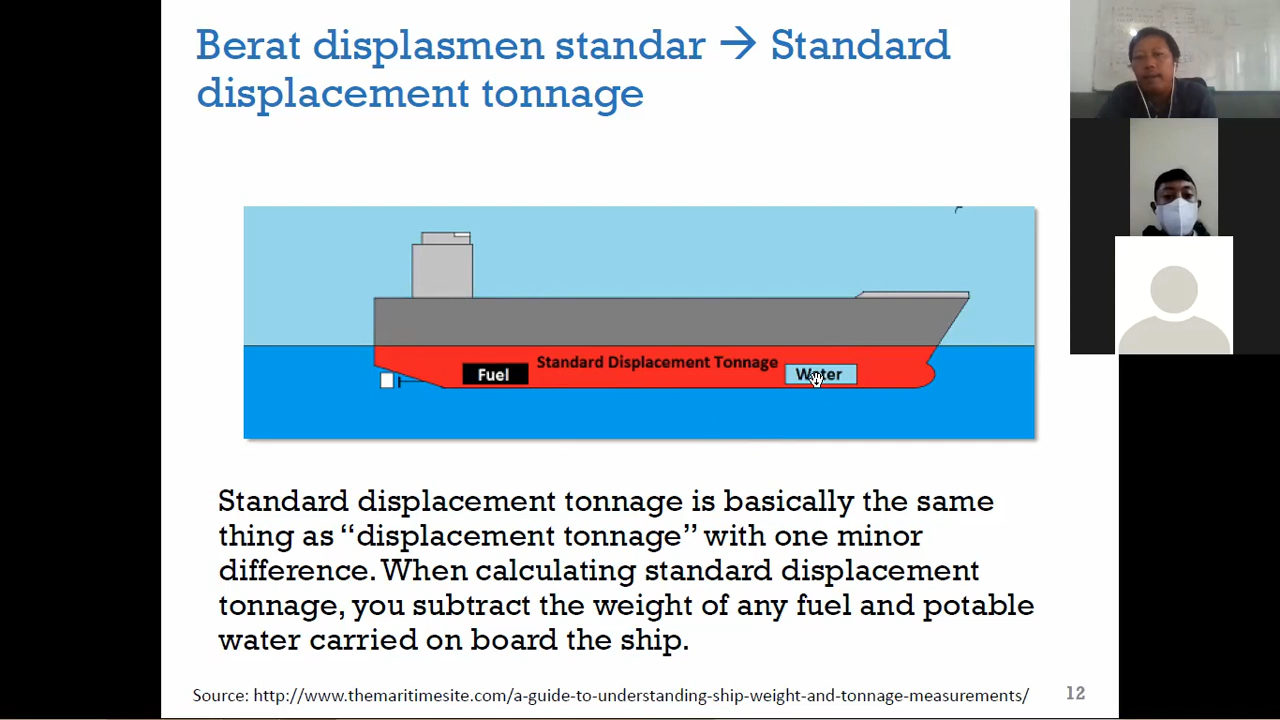 Berat displasmen standar → Standard
displacement tonnage
Standard Displacement Tonnage
Fuel
Water
Standard displacement tonnage is basically the same
thing as “displacement tonnage” with one minor
difference. When calculating standard displacement
tonnage, you subtract the weight of any fuel and potable
water carried on board the ship.
Source: http://www.themaritimesite.com/a-guide-to-understanding-ship-weight-and-tonnage-measurements/
12